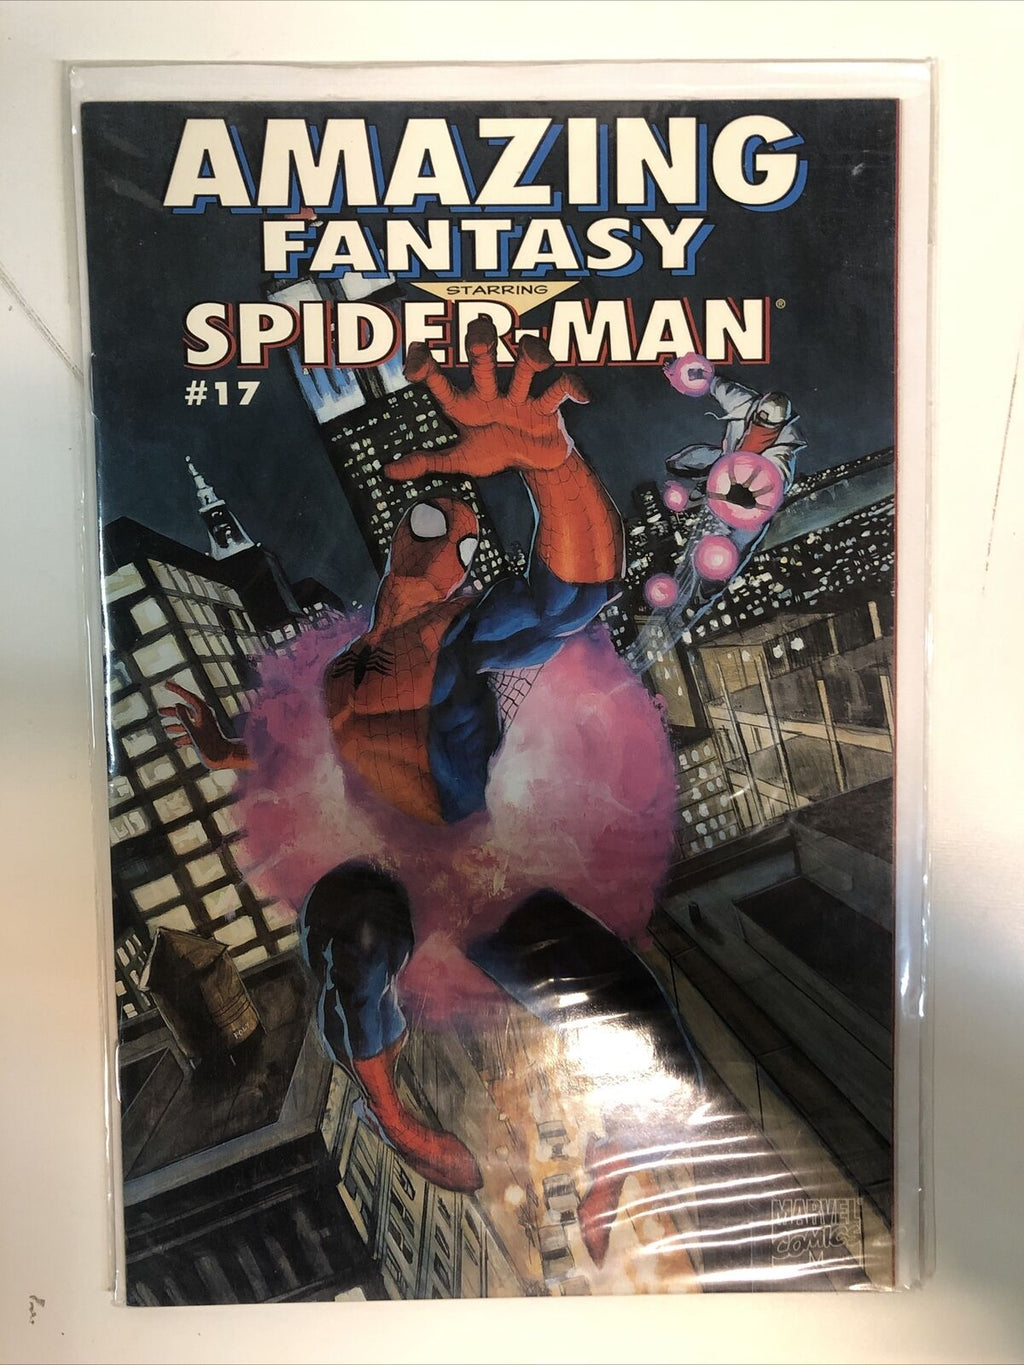 AMAZING
FANTASY
STARRING
SPIDER-MAN®
#17
MARVEL
COMICS